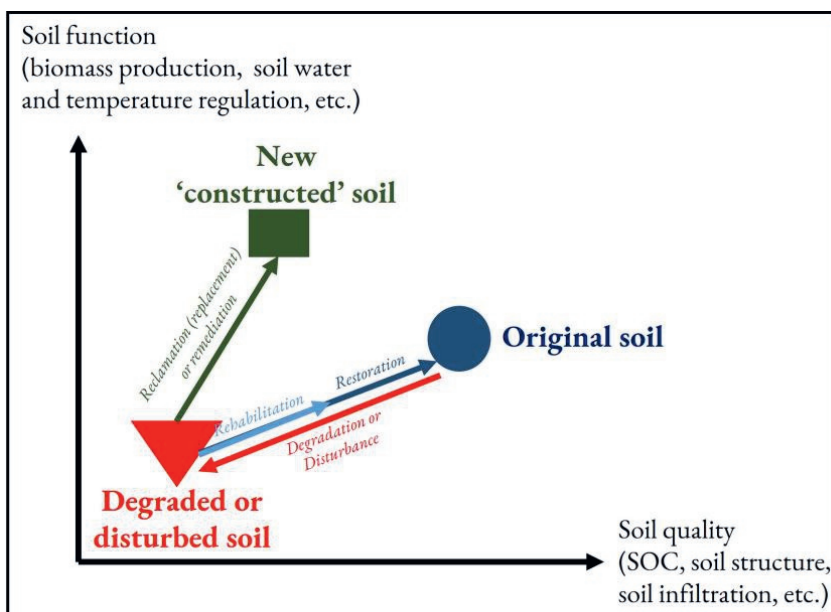 Soil function
(biomass production, soil water
and temperature regulation, etc.)
New
‘constructed’ soil
Reclamation (replacement)
or remediation
Original soil
Restoration
Rehabilitation
Degradation or
Disturbance
Degraded or
disturbed soil
Soil quality
(SOC, soil structure,
soil infiltration, etc.)